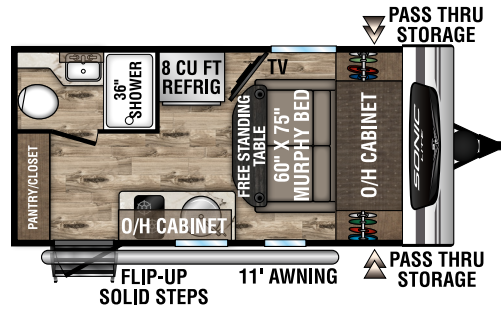 PASS THRU
STORAGE
36"
SHOWER
8 CU FT
REFRIG
TV
FREE STANDING
TABLE
60" X 75"
MURPHY BED
O/H CABINET
SONIC
LITE
PANTRY/CLOSET
O/H CABINET
FLIP-UP
SOLID STEPS
11' AWNING
PASS THRU
STORAGE